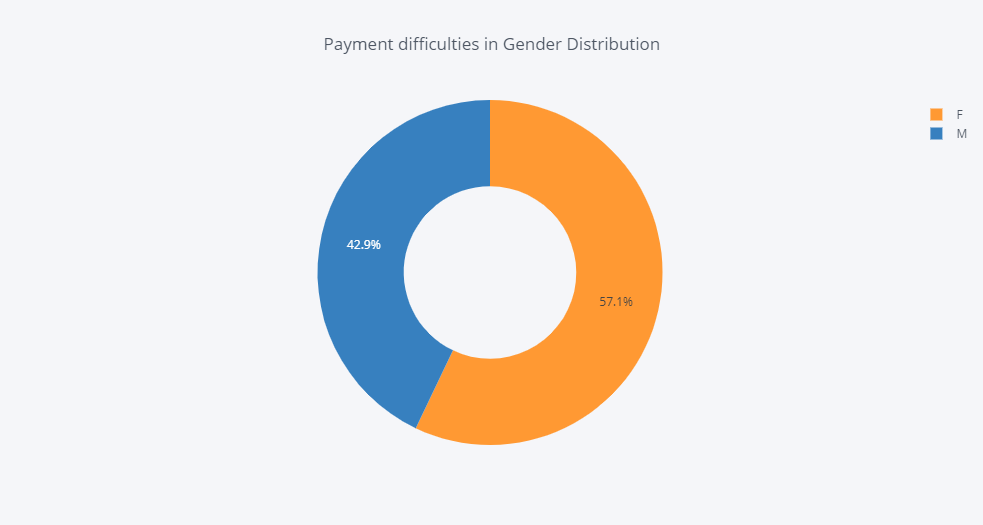 Payment difficulties in Gender Distribution
F
M
42.9%
57.1%